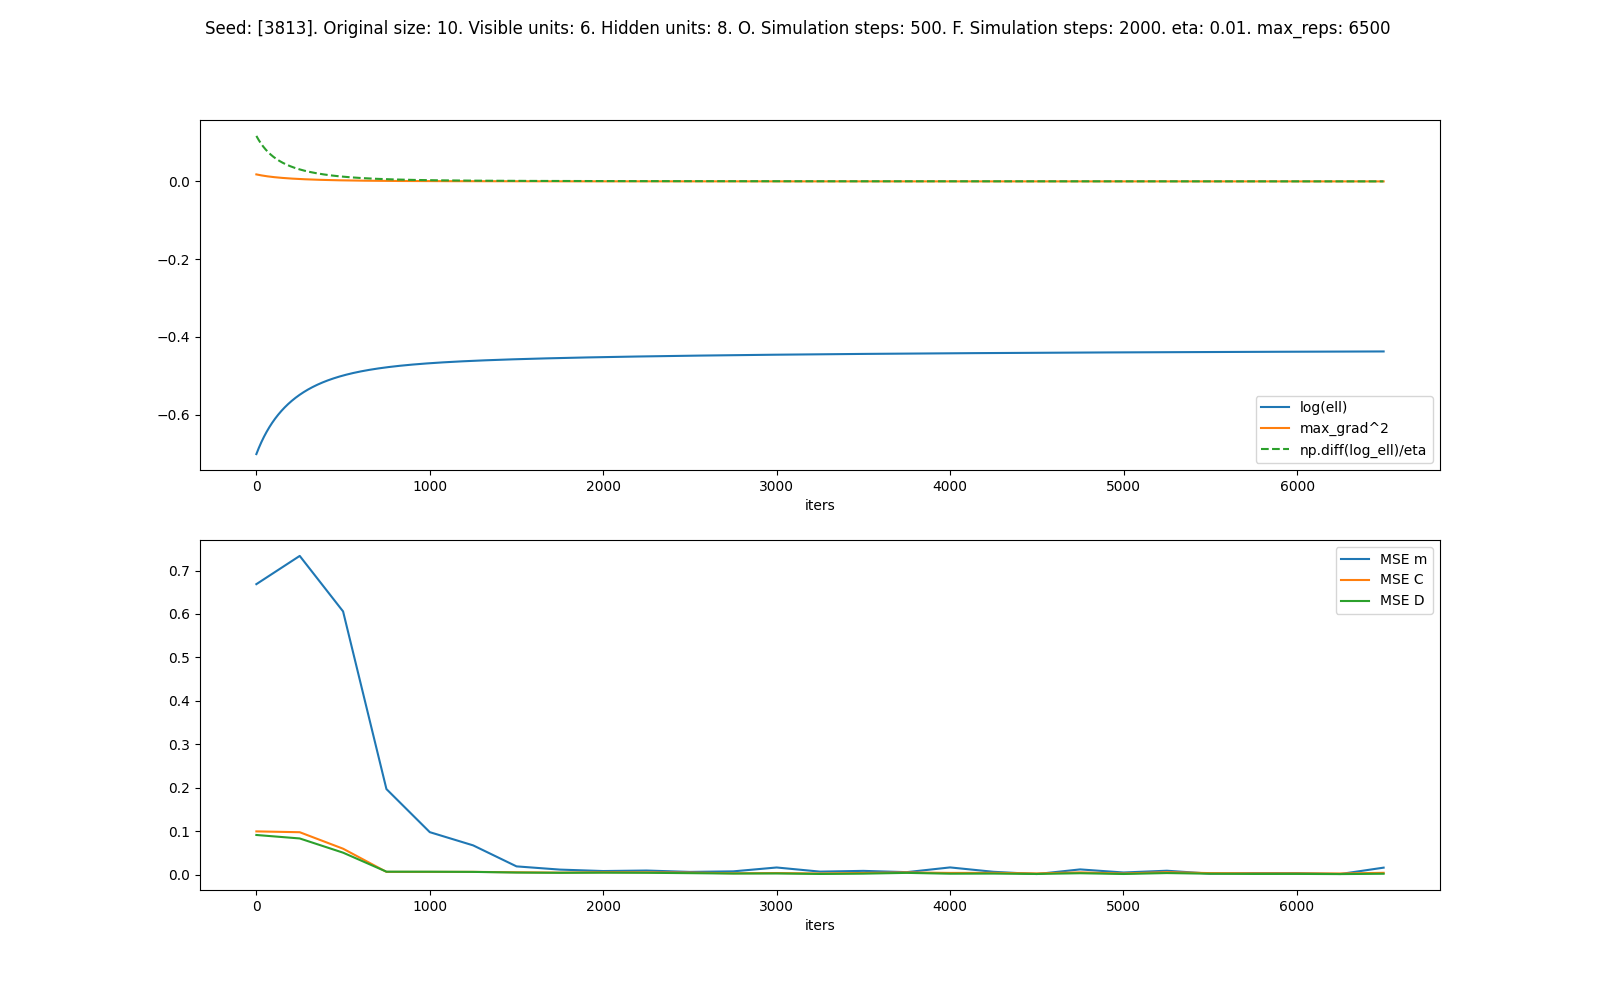 Seed: [3813]. Original size: 10. Visible units: 6. Hidden units: 8. O. Simulation steps: 500. F. Simulation steps: 2000. eta: 0.01. max_reps: 6500
0.0
−0.2
−0.4
−0.6
log(ell)
max_grad^2
np.diff(log_ell)/eta
0 1000 2000 3000 4000 5000 6000
iters
0.7
0.6
0.5
0.4
0.3
0.2
0.1
0.0
MSE m
MSE C
MSE D
0 1000 2000 3000 4000 5000 6000
iters